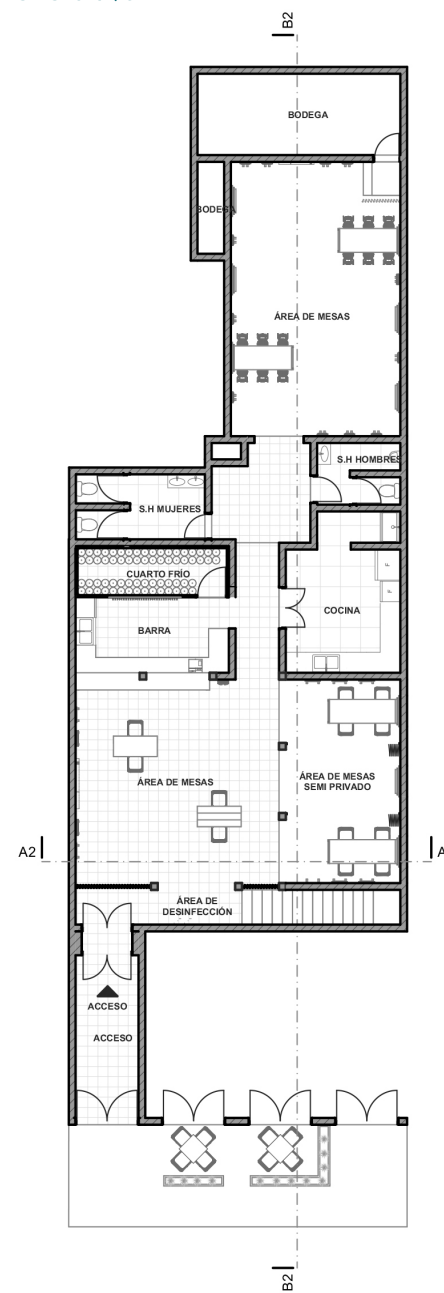 B2
BODEGA
BODEGA
ÁREA DE MESAS
S.H HOMBRES
S.H MUJERES
CUARTO FRÍO
COCINA
BARRA
ÁREA DE MESAS
ÁREA DE MESAS
SEMI PRIVADO
A2
A
ÁREA DE
DESINFECCIÓN
ACCESO
ACCESO
F
F
B2